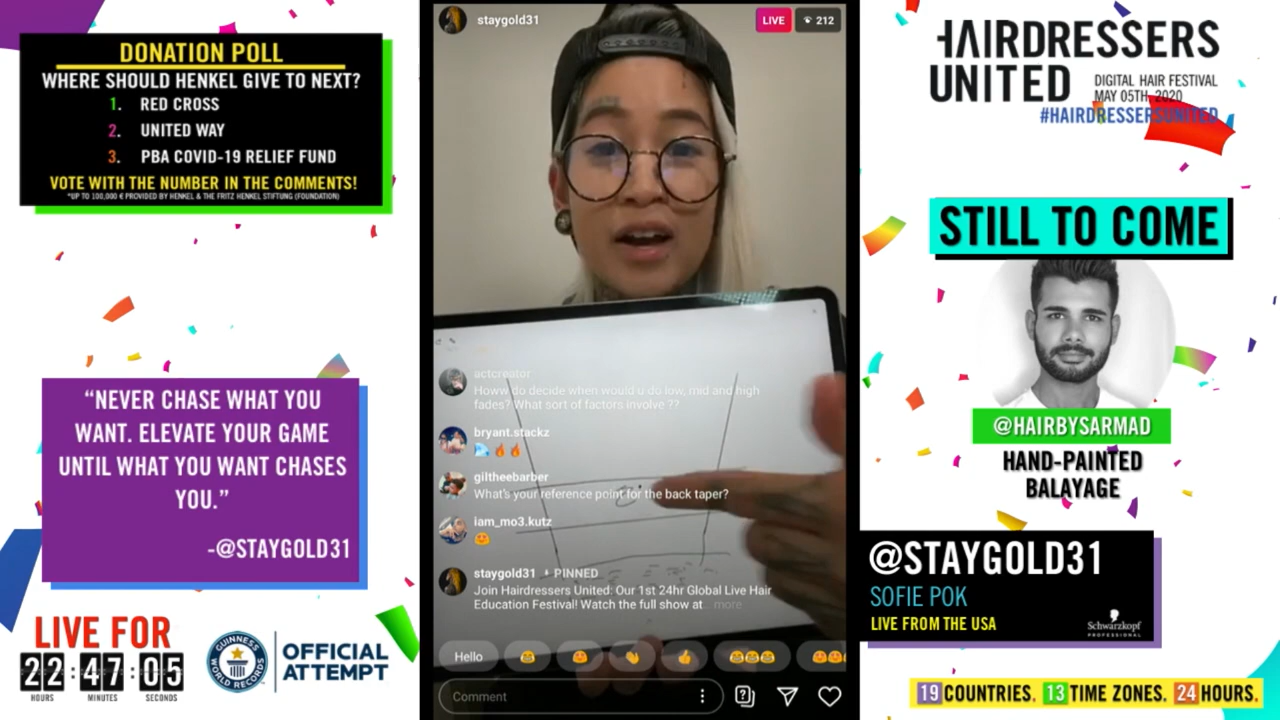 DONATION POLL
WHERE SHOULD HENKEL GIVE TO NEXT?
1. RED CROSS
2. UNITED WAY
3. PBA COVID-19 RELIEF FUND
VOTE WITH THE NUMBER IN THE COMMENTS!
*UP TO 100,000 € PROVIDED BY HENKEL & THE FRITZ HENKEL STIFTUNG (FOUNDATION)
“NEVER CHASE WHAT YOU
WANT. ELEVATE YOUR GAME
UNTIL WHAT YOU WANT CHASES
YOU.”
-@STAYGOLD31
LIVE FOR
22:47:05
HOURS MINUTES SECONDS
GUINNESS WORLD RECORDS
OFFICIAL
ATTEMPT
staygold31
LIVE 212
actcreator
Howw do decide when would u do low, mid and high
fades? What sort of factors involve ??
bryant.stackz
giltheebarber
What's your reference point for the back taper?
iam_mo3.kutz
staygold31 PINNED
Join Hairdressers United: Our 1st 24hr Global Live Hair
Education Festival! Watch the full show at... more
Hello
Comment
HAIRDRESSERS
UNITED
DIGITAL HAIR FESTIVAL
MAY 05TH, 2020
#HAIRDRESSERSUNITED
STILL TO COME
@HAIRBYSARMAD
HAND-PAINTED
BALAYAGE
@STAYGOLD31
SOFIE POK
LIVE FROM THE USA
Schwarzkopf
PROFESSIONAL
19 COUNTRIES. 13 TIME ZONES. 24 HOURS.